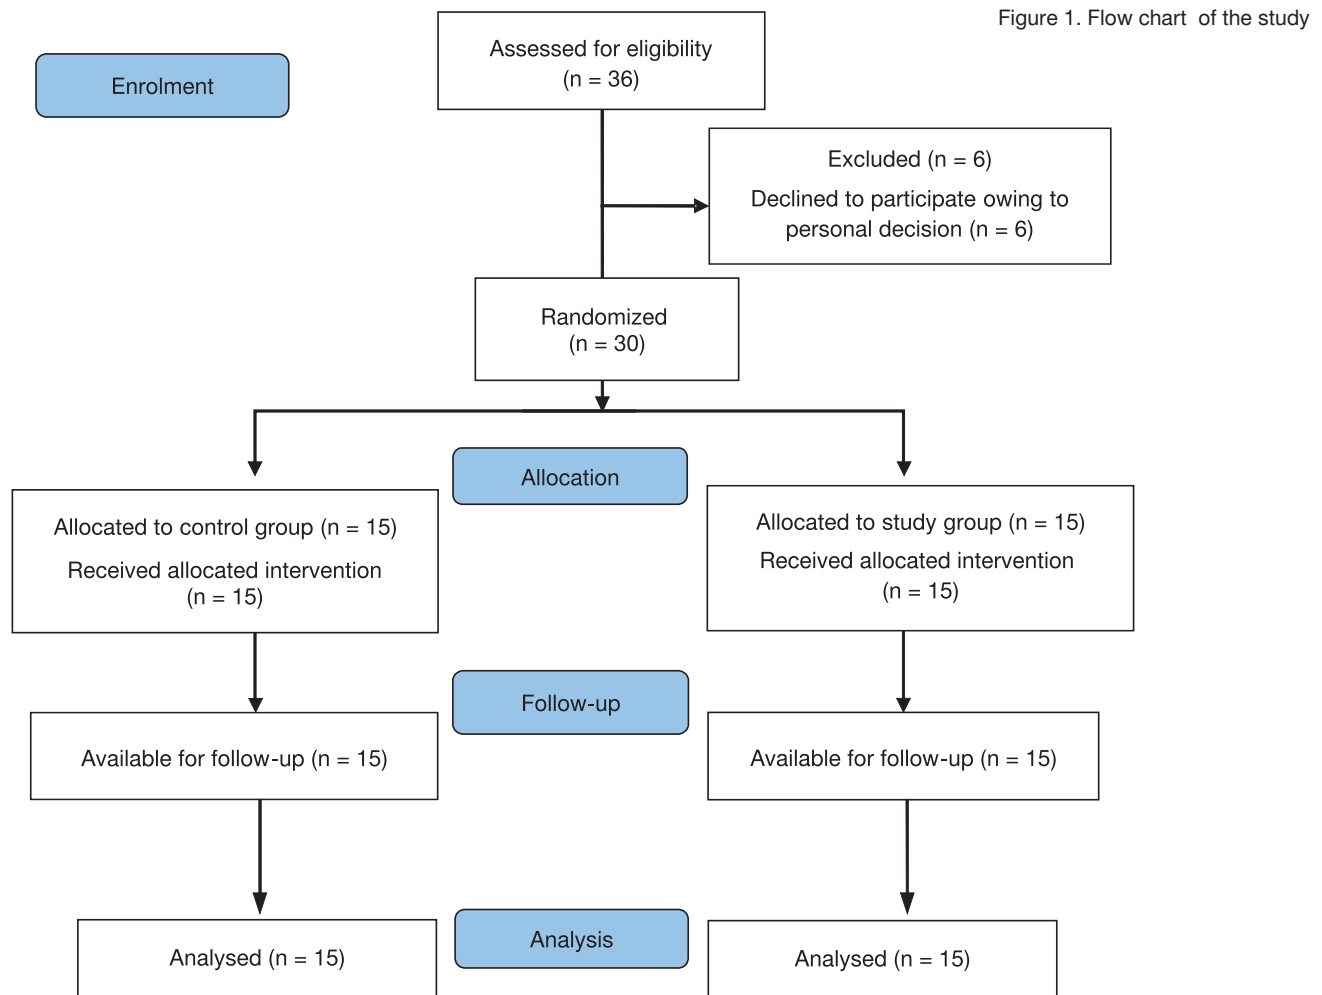 Figure 1. Flow chart of the study
Assessed for eligibility
(n = 36)
Enrolment
Excluded (n = 6)
Declined to participate owing to
personal decision (n = 6)
Randomized
(n = 30)
Allocation
Allocated to control group (n = 15)
Received allocated intervention
(n = 15)
Allocated to study group (n = 15)
Received allocated intervention
(n = 15)
Follow-up
Available for follow-up (n = 15)
Available for follow-up (n = 15)
Analysis
Analysed (n = 15)
Analysed (n = 15)